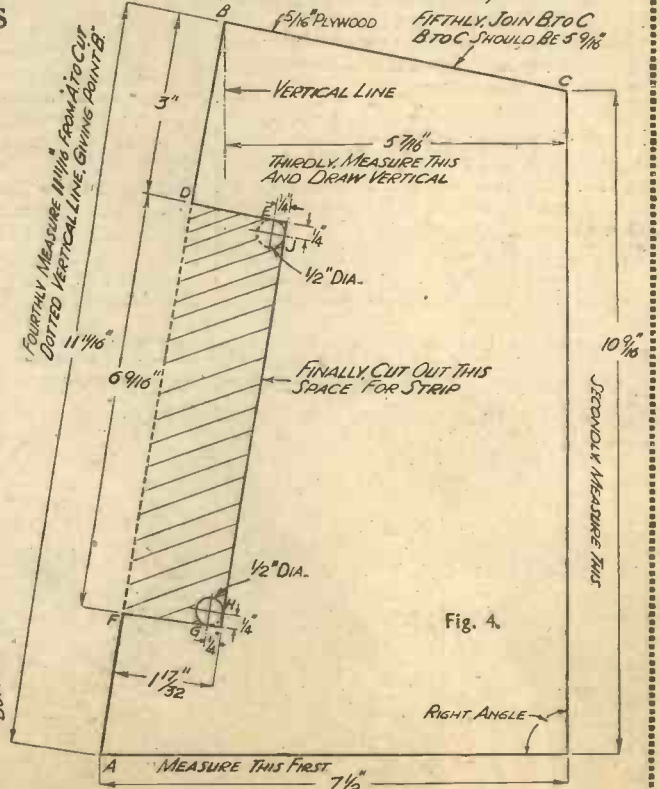 S
B
5/16" PLYWOOD
FIFTHLY, JOIN B TO C
B TO C SHOULD BE 5 9/16"
C
VERTICAL LINE
3"
5 7/16"
THIRDLY, MEASURE THIS
AND DRAW VERTICAL
FOURTHLY MEASURE 11 11/16" FROM 'A' TO CUT
DOTTED VERTICAL LINE, GIVING POINT 'B'.
D
E
1/4"
1/4"
J
1/2" DIA.
11 11/16"
6 9/16"
FINALLY, CUT OUT THIS
SPACE FOR STRIP
10 9/16"
SECONDLY, MEASURE THIS
1/2" DIA.
H
F
G
1/4"
1/4"
Fig. 4.
1 17/32"
RIGHT ANGLE
A
MEASURE THIS FIRST
7 1/2"